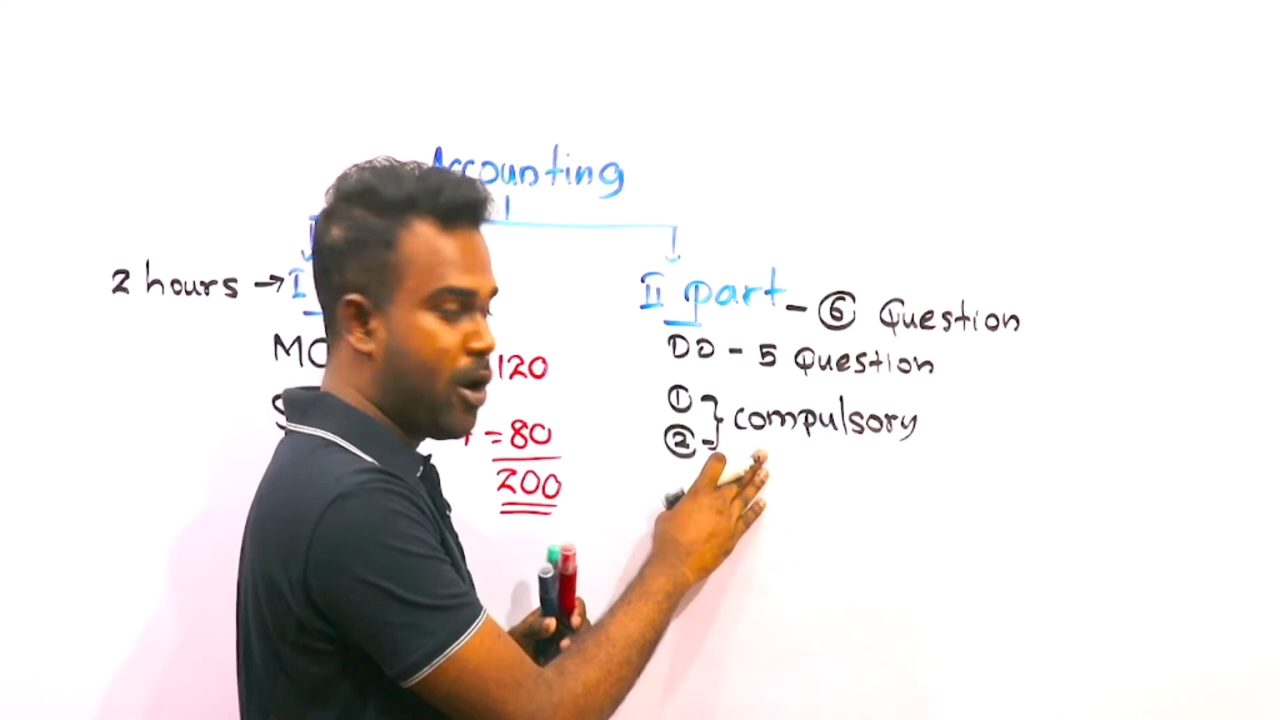 Accounting
2 hours → I
II part - ⑥ Question
MC
120
DO - 5 Question
① } compulsory
②
= 80
200